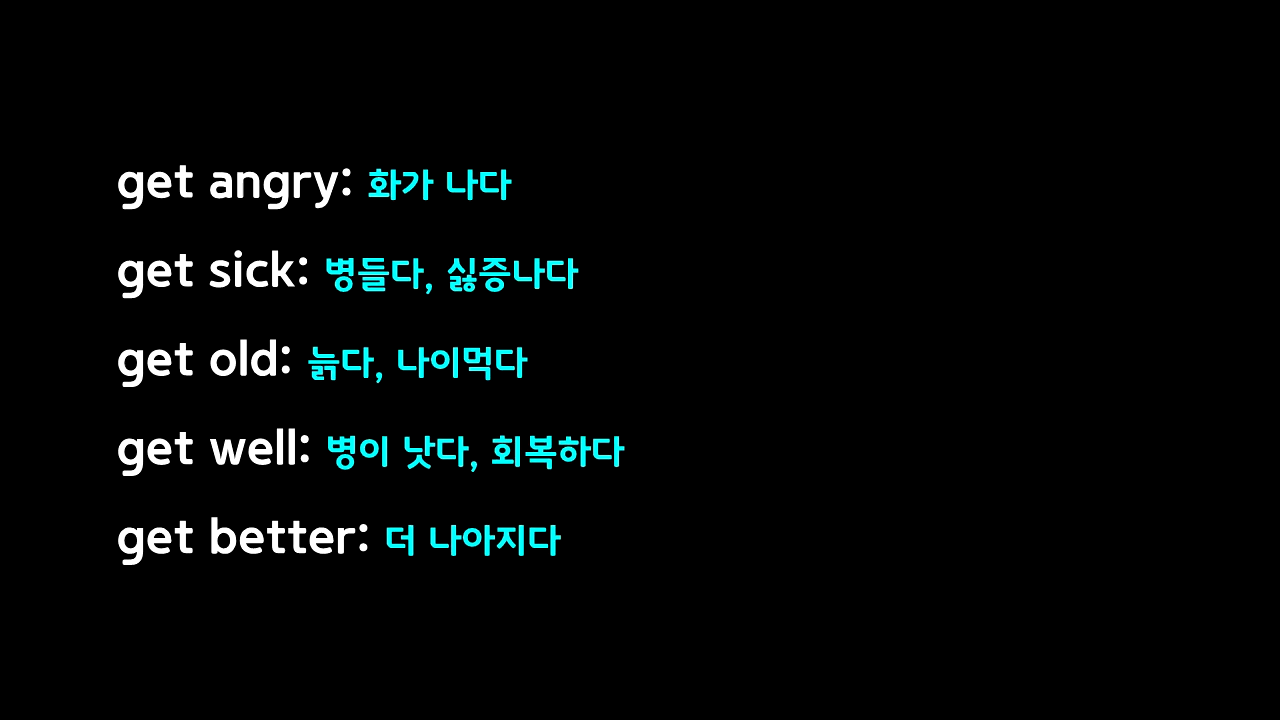 get angry: 화가 나다
get sick: 병들다, 싫증나다
get old: 늙다, 나이먹다
get well: 병이 낫다, 회복하다
get better: 더 나아지다